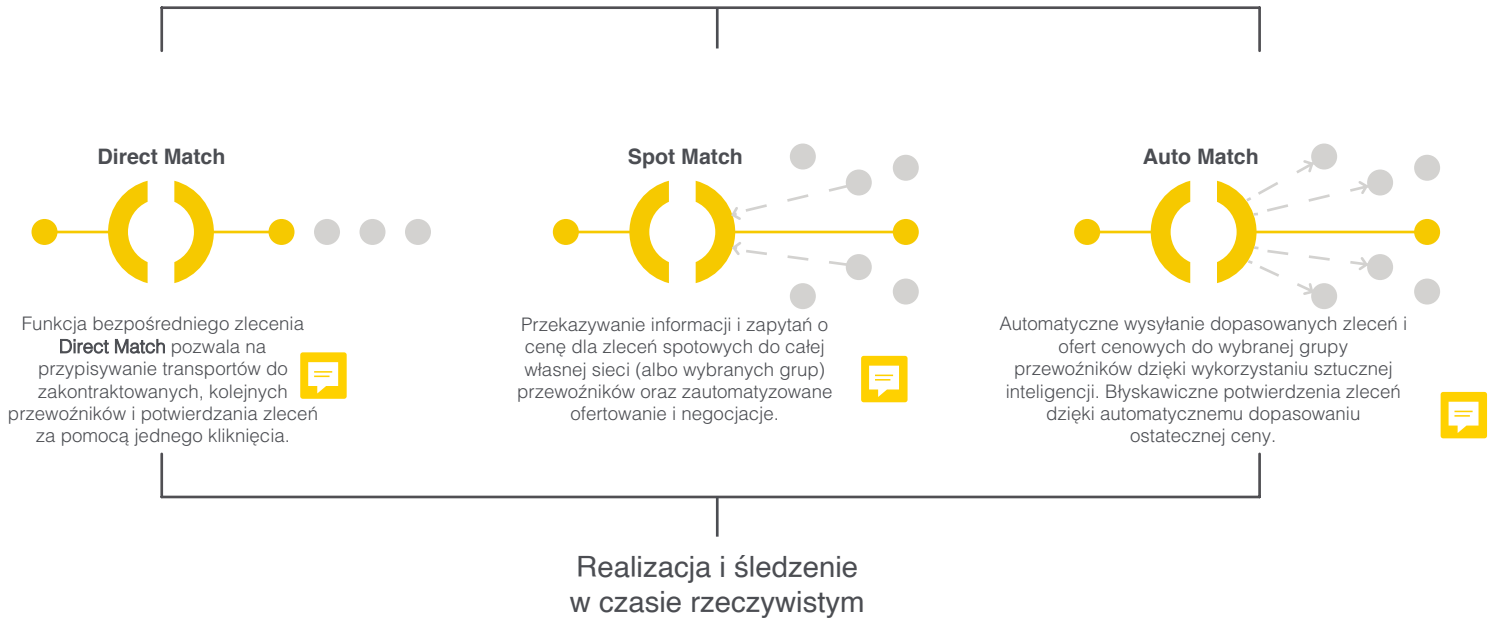 Direct Match
Funkcja bezpośredniego zlecenia
Direct Match pozwala na
przypisywanie transportów do
zakontraktowanych, kolejnych
przewoźników i potwierdzania zleceń
za pomocą jednego kliknięcia.
Spot Match
Przekazywanie informacji i zapytań o
cenę dla zleceń spotowych do całej
własnej sieci (albo wybranych grup)
przewoźników oraz zautomatyzowane
ofertowanie i negocjacje.
Auto Match
Automatyczne wysyłanie dopasowanych zleceń i
ofert cenowych do wybranej grupy
przewoźników dzięki wykorzystaniu sztucznej
inteligencji. Błyskawiczne potwierdzenia zleceń
dzięki automatycznemu dopasowaniu
ostatecznej ceny.
Realizacja i śledzenie
w czasie rzeczywistym